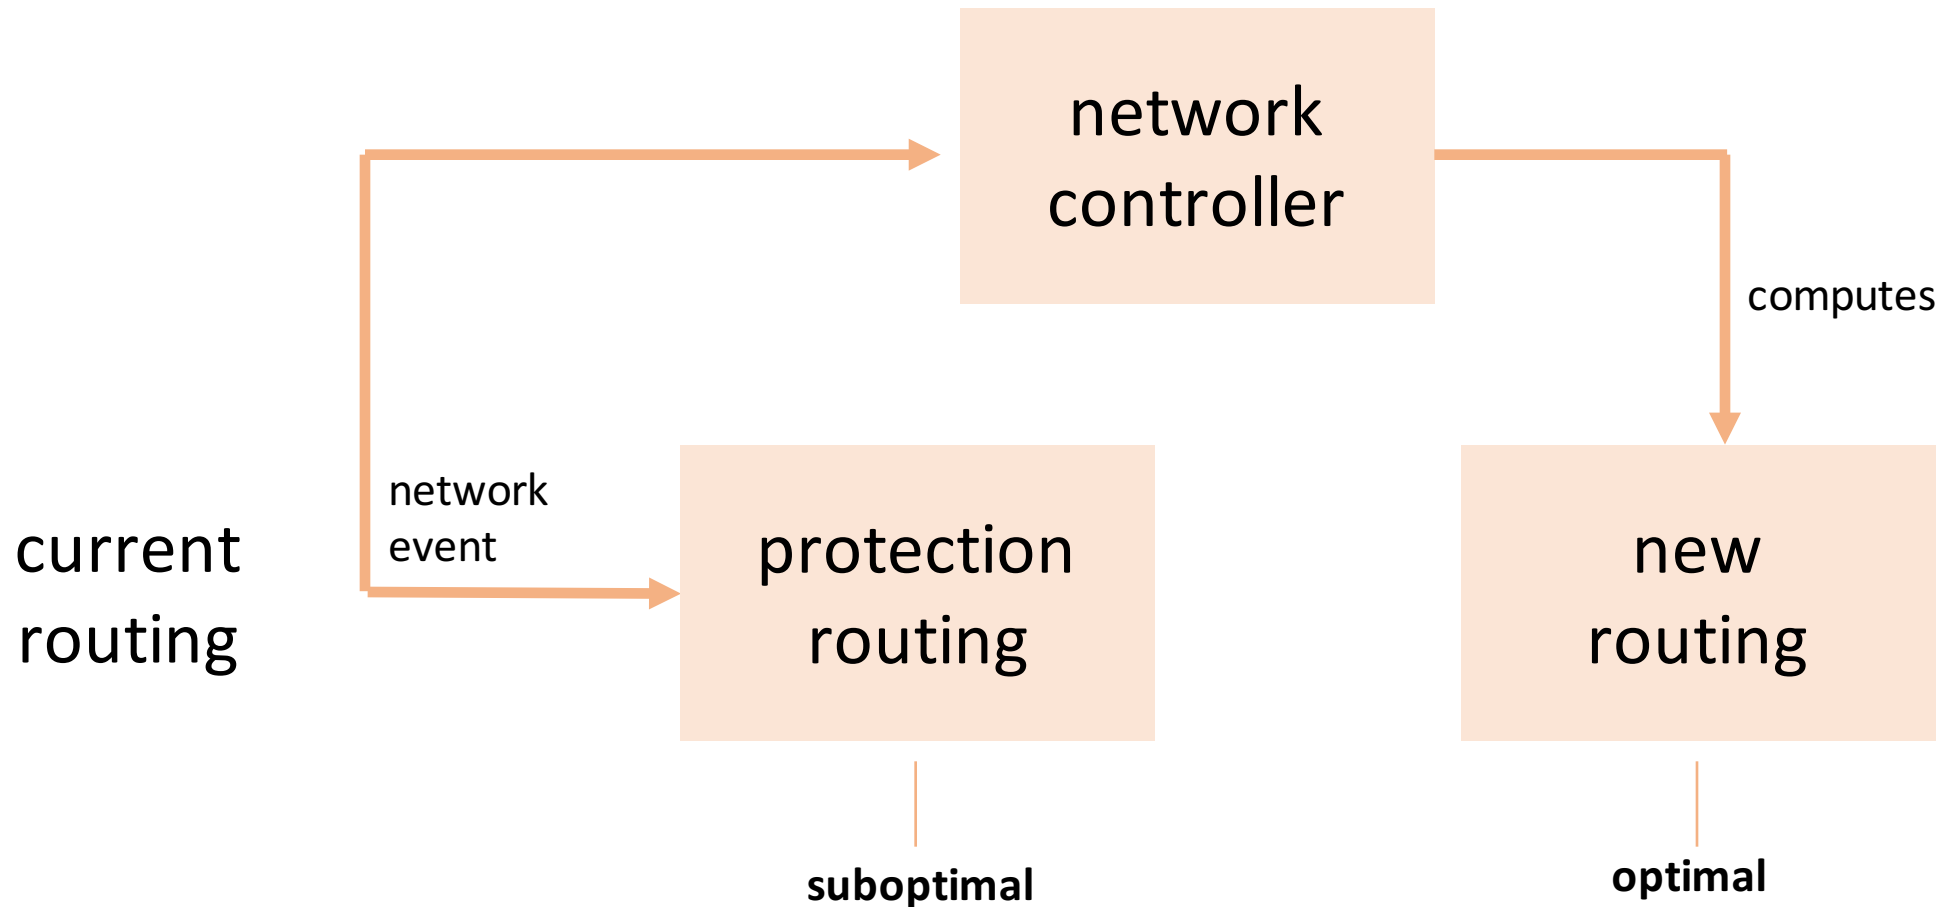 network
controller
computes
network
event
current
routing
protection
routing
new
routing
suboptimal
optimal